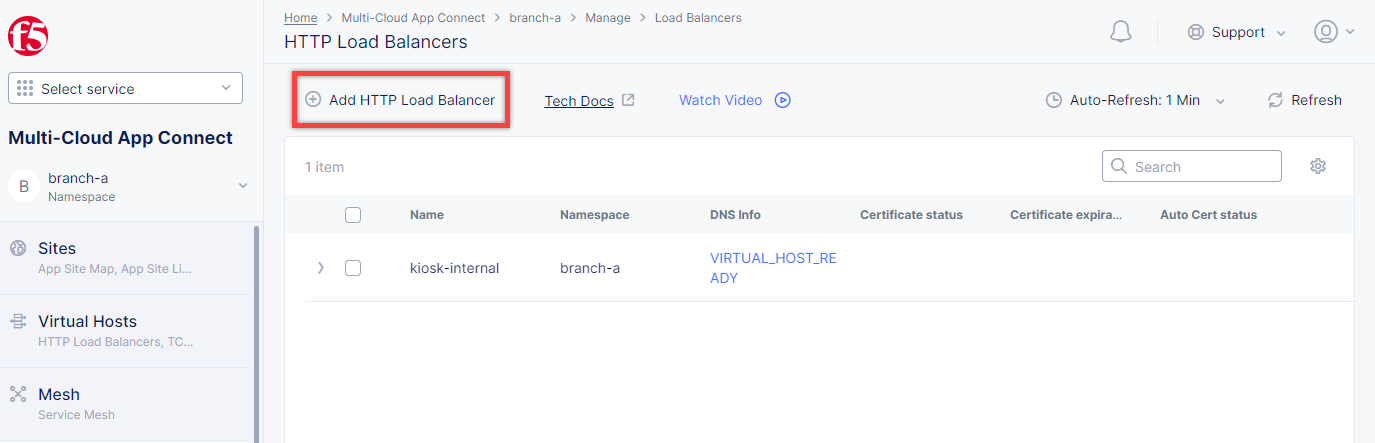 f5
Home > Multi-Cloud App Connect > branch-a > Manage > Load Balancers
HTTP Load Balancers
Support
Select service
Multi-Cloud App Connect
B
branch-a
Namespace
Sites
App Site Map, App Site Li...
Virtual Hosts
HTTP Load Balancers, TC...
Mesh
Service Mesh
Add HTTP Load Balancer
Tech Docs
Watch Video
Auto-Refresh: 1 Min
Refresh
1 item
Search
Name Namespace DNS Info Certificate status Certificate expira... Auto Cert status
kiosk-internal branch-a VIRTUAL_HOST_RE
ADY